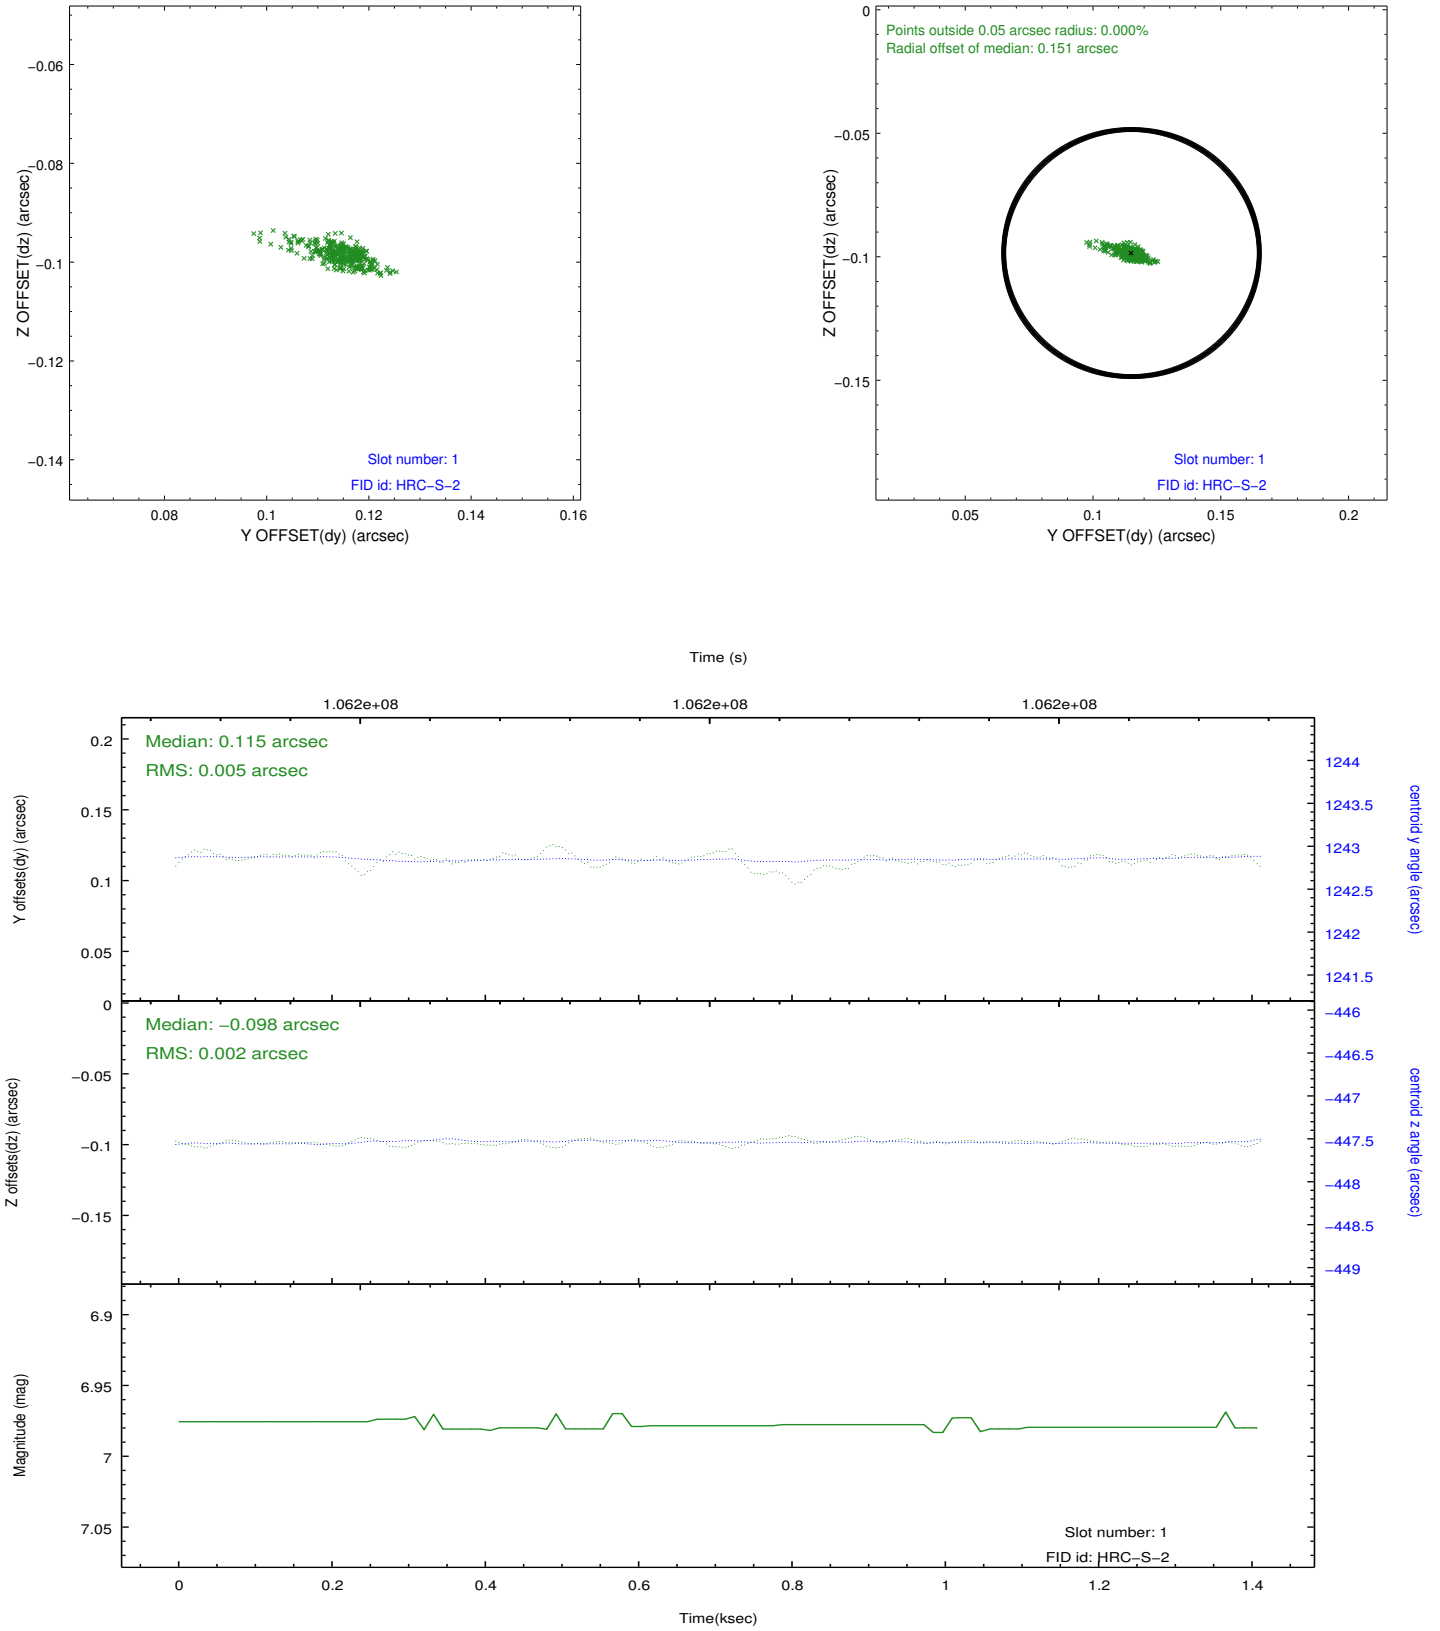 −0.06
−0.08
−0.1
−0.12
−0.14
Z OFFSET(dz) (arcsec)
Slot number: 1
FID id: HRC−S−2
0.08 0.1 0.12 0.14 0.16
Y OFFSET(dy) (arcsec)
0
−0.05
−0.1
−0.15
Z OFFSET(dz) (arcsec)
Points outside 0.05 arcsec radius: 0.000%
Radial offset of median: 0.151 arcsec
Slot number: 1
FID id: HRC−S−2
0.05 0.1 0.15 0.2
Y OFFSET(dy) (arcsec)
Time (s)
1.062e+08 1.062e+08 1.062e+08
Median: 0.115 arcsec
RMS: 0.005 arcsec
0.2
0.15
0.1
0.05
Y offsets(dy) (arcsec)
1244
1243.5
1243
1242.5
1242
1241.5
centroid y angle (arcsec)
Median: −0.098 arcsec
RMS: 0.002 arcsec
0
−0.05
−0.1
−0.15
Z offsets(dz) (arcsec)
−446
−446.5
−447
−447.5
−448
−448.5
−449
centroid z angle (arcsec)
6.9
6.95
7
7.05
Magnitude (mag)
Slot number: 1
FID id: HRC−S−2
0 0.2 0.4 0.6 0.8 1 1.2 1.4
Time(ksec)